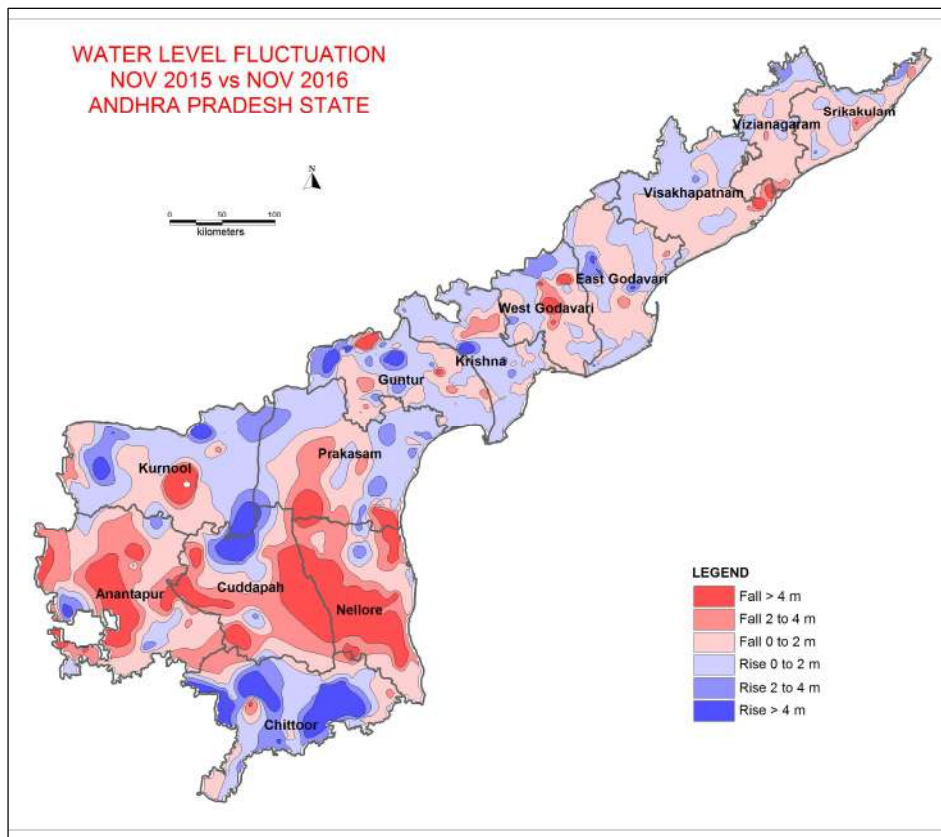 WATER LEVEL FLUCTUATION
NOV 2015 vs NOV 2016
ANDHRA PRADESH STATE
N
0 50 100
kilometers
Srikakulam
Vizianagaram
Visakhapatnam
East Godavari
West Godavari
Krishna
Guntur
Prakasam
Kurnool
Anantapur
Cuddapah
Nellore
Chittoor
LEGEND
Fall > 4 m
Fall 2 to 4 m
Fall 0 to 2 m
Rise 0 to 2 m
Rise 2 to 4 m
Rise > 4 m